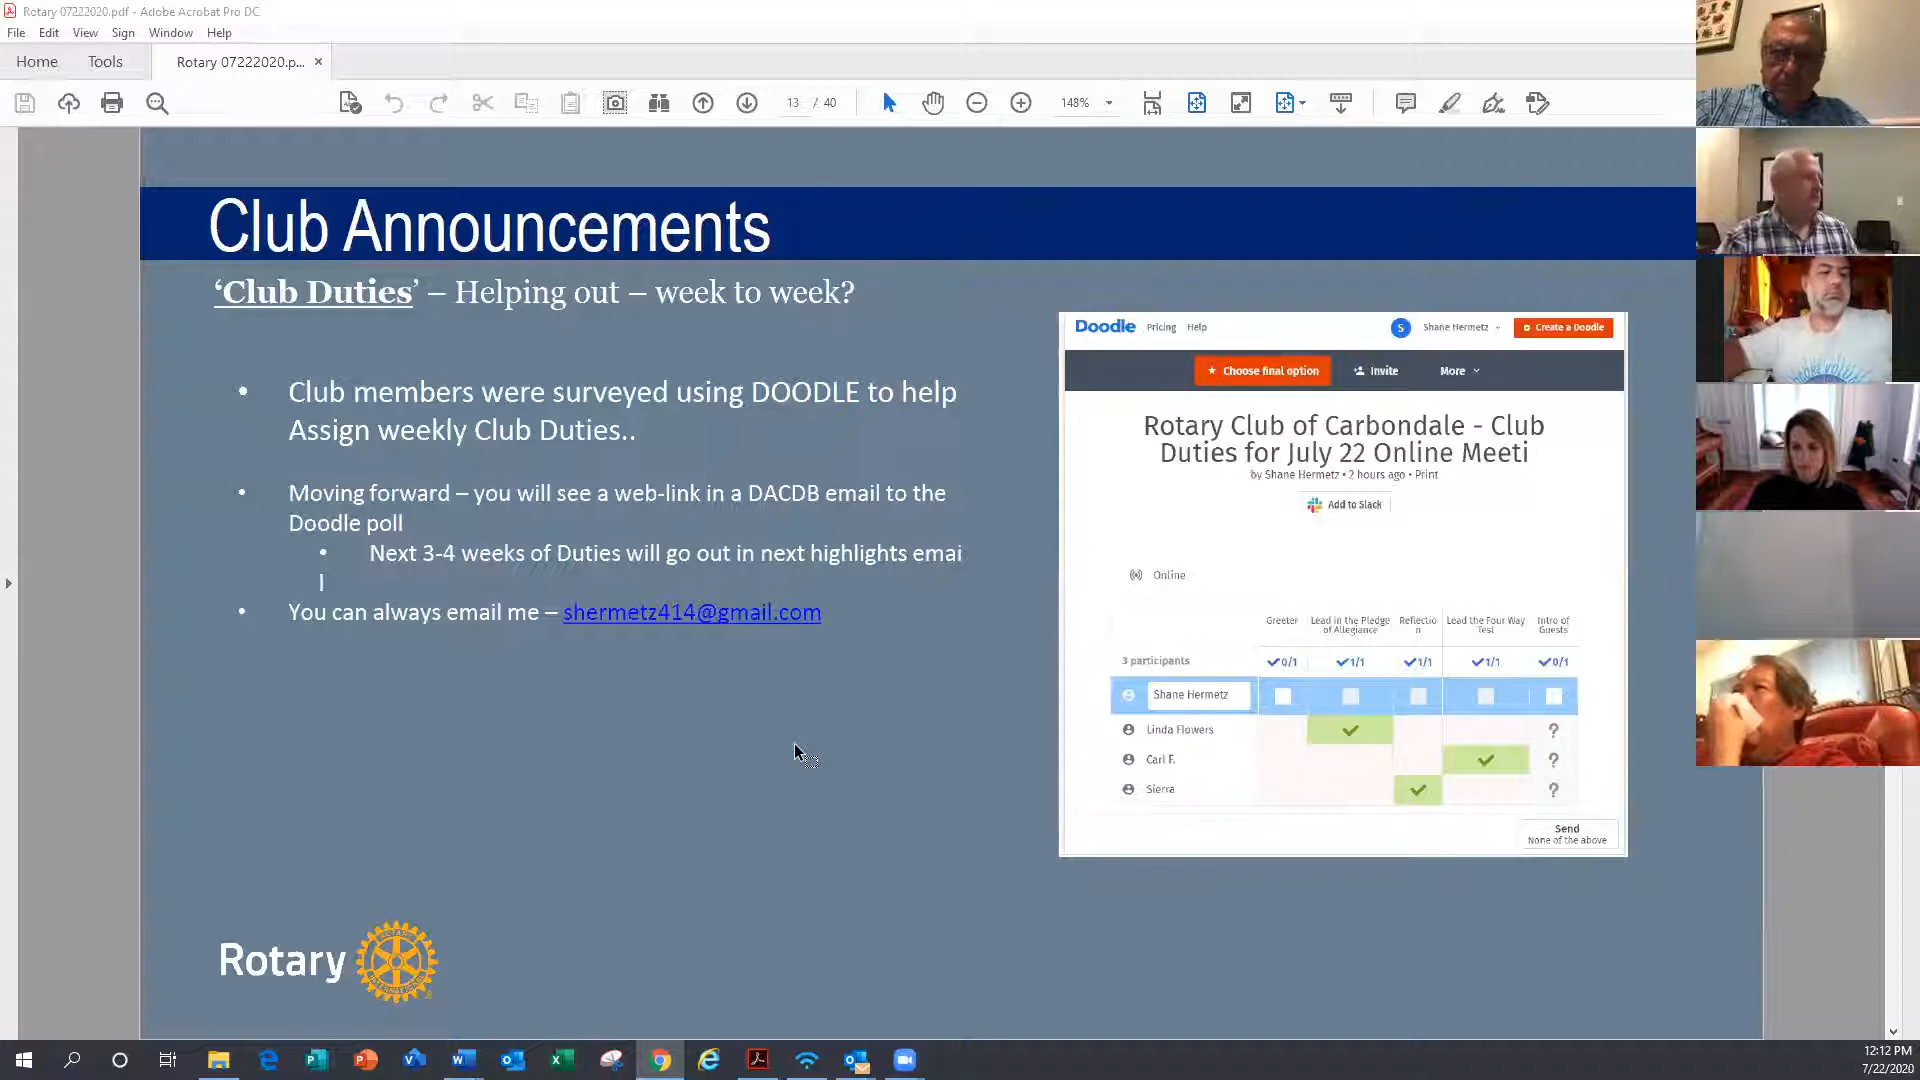 Rotary 07222020.pdf - Adobe Acrobat Pro DC
File Edit View Sign Window Help
Home Tools Rotary 07222020.p... ×
13 / 40 148%
Club Announcements
‘Club Duties’ – Helping out – week to week?
• Club members were surveyed using DOODLE to help
Assign weekly Club Duties..
• Moving forward – you will see a web-link in a DACDB email to the
Doodle poll
• Next 3-4 weeks of Duties will go out in next highlights emai
l
• You can always email me – shermetz414@gmail.com
Doodle Pricing Help S Shane Hermetz Create a Doodle
Choose final option Invite More
Rotary Club of Carbondale - Club
Duties for July 22 Online Meeti
by Shane Hermetz • 2 hours ago • Print
Add to Slack
Online
Greeter Lead in the Pledge Reflectio Lead the Four Way Intro of
of Allegiance n Test Guests
3 participants ✓0/1 ✓1/1 ✓1/1 ✓1/1 ✓0/1
Shane Hermetz
Linda Flowers ✓ ?
Carl F. ✓ ?
Sierra ✓ ?
Send
None of the above
Rotary
12:12 PM
7/22/2020